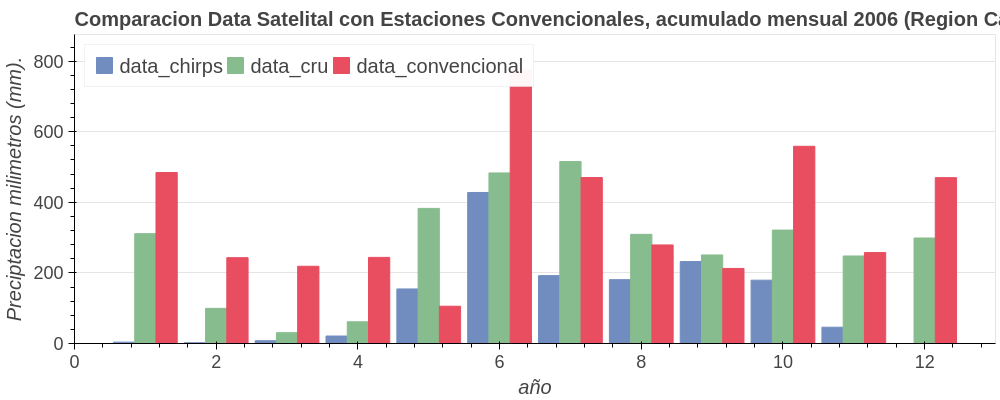 Comparacion Data Satelital con Estaciones Convencionales, acumulado mensual 2006 (Region Ca
data_chirps data_cru data_convencional
Preciptacion milimetros (mm).
800
600
400
200
0
0 2 4 6 8 10 12
año